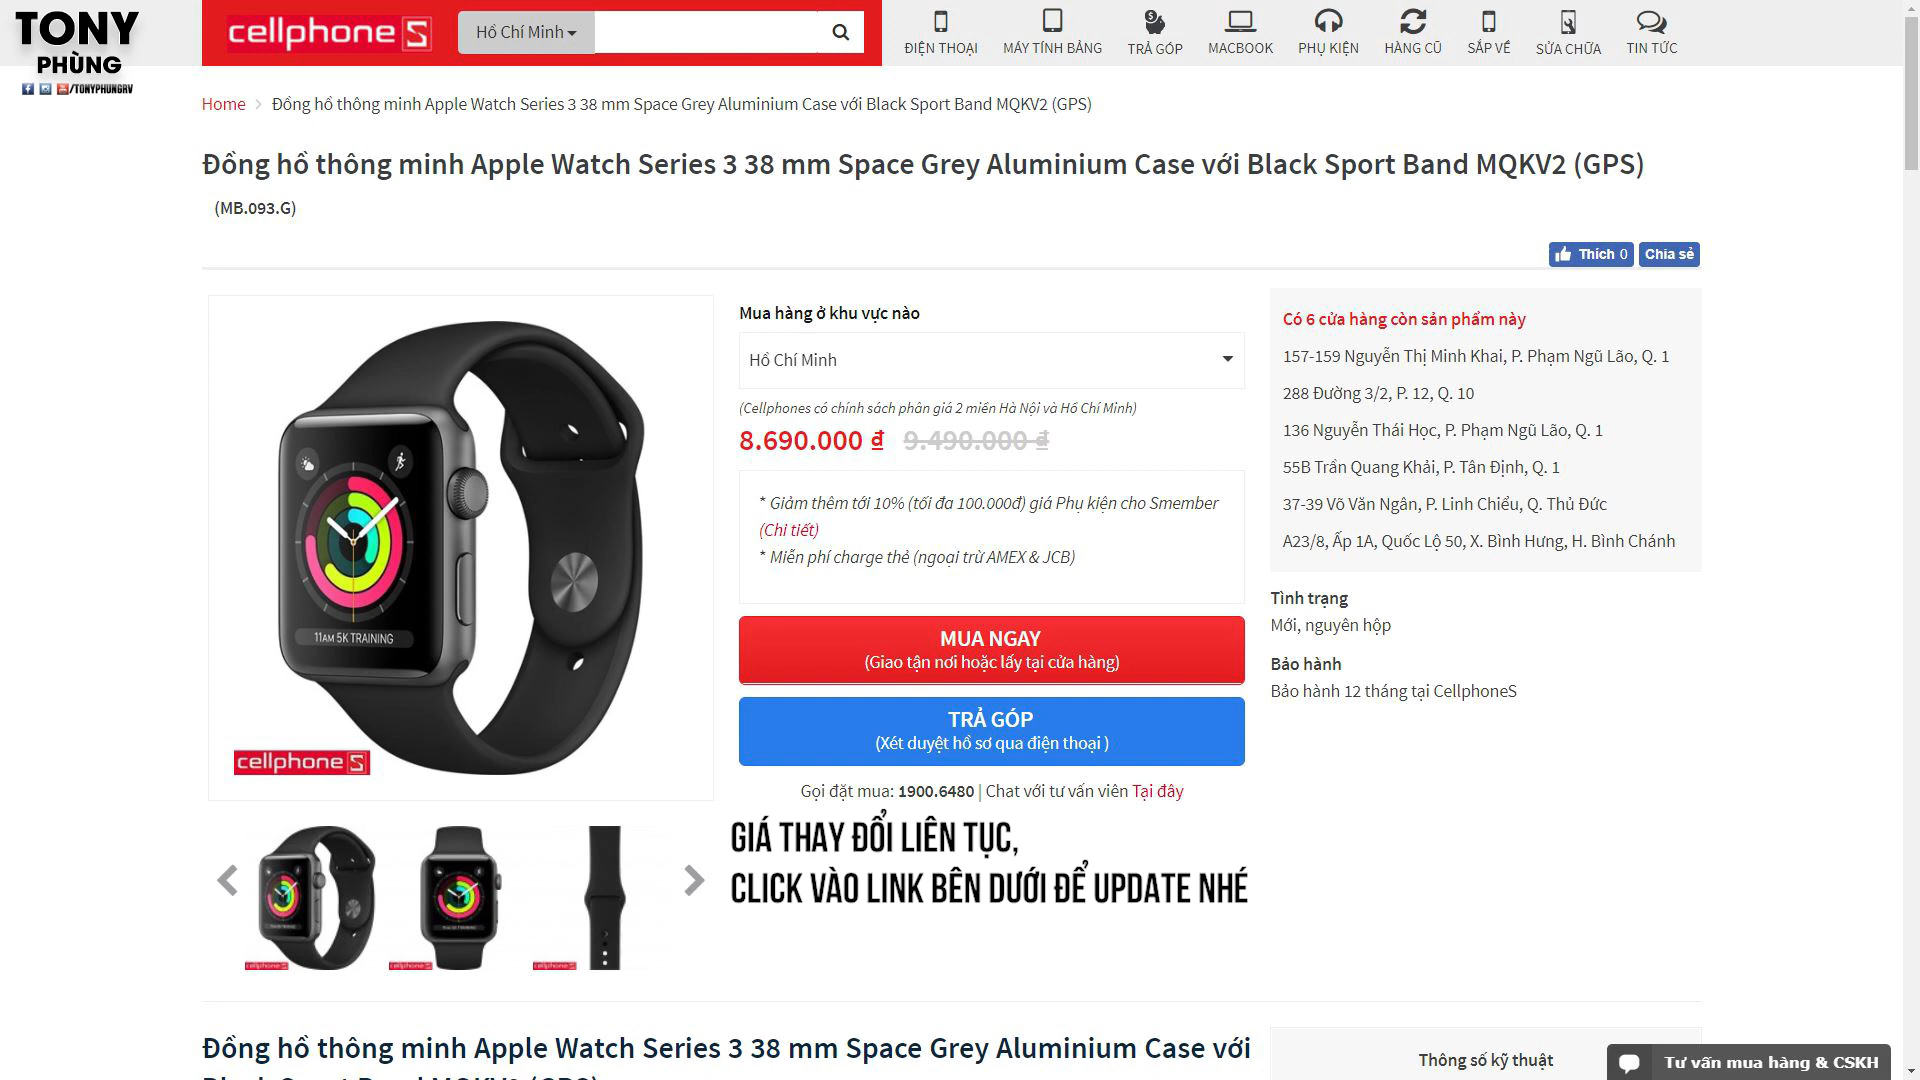 TONY
PHÙNG
/TONYPHUNGRV
cellphone S
Hồ Chí Minh
ĐIỆN THOẠI
MÁY TÍNH BẢNG
TRẢ GÓP
MACBOOK
PHỤ KIỆN
HÀNG CŨ
SẮP VỀ
SỬA CHỮA
TIN TỨC
Home > Đồng hồ thông minh Apple Watch Series 3 38 mm Space Grey Aluminium Case với Black Sport Band MQKV2 (GPS)
Đồng hồ thông minh Apple Watch Series 3 38 mm Space Grey Aluminium Case với Black Sport Band MQKV2 (GPS)
(MB.093.G)
Thích 0
Chia sẻ
11AM 5K TRAINING
cellphone S
Mua hàng ở khu vực nào
Hồ Chí Minh
(Cellphones có chính sách phân giá 2 miền Hà Nội và Hồ Chí Minh)
8.690.000 ₫ 9.490.000 ₫
* Giảm thêm tới 10% (tối đa 100.000đ) giá Phụ kiện cho Smember
(Chi tiết)
* Miễn phí charge thẻ (ngoại trừ AMEX & JCB)
MUA NGAY
(Giao tận nơi hoặc lấy tại cửa hàng)
TRẢ GÓP
(Xét duyệt hồ sơ qua điện thoại )
Gọi đặt mua: 1900.6480 | Chat với tư vấn viên Tại đây
GIÁ THAY ĐỔI LIÊN TỤC,
CLICK VÀO LINK BÊN DƯỚI ĐỂ UPDATE NHÉ
Có 6 cửa hàng còn sản phẩm này
157-159 Nguyễn Thị Minh Khai, P. Phạm Ngũ Lão, Q. 1
288 Đường 3/2, P. 12, Q. 10
136 Nguyễn Thái Học, P. Phạm Ngũ Lão, Q. 1
55B Trần Quang Khải, P. Tân Định, Q. 1
37-39 Võ Văn Ngân, P. Linh Chiểu, Q. Thủ Đức
A23/8, Ấp 1A, Quốc Lộ 50, X. Bình Hưng, H. Bình Chánh
Tình trạng
Mới, nguyên hộp
Bảo hành
Bảo hành 12 tháng tại CellphoneS
cellphone S
cellphone S
cellphone S
Đồng hồ thông minh Apple Watch Series 3 38 mm Space Grey Aluminium Case với
Black Sport Band MQKV2 (GPS)
Thông số kỹ thuật
Tư vấn mua hàng & CSKH